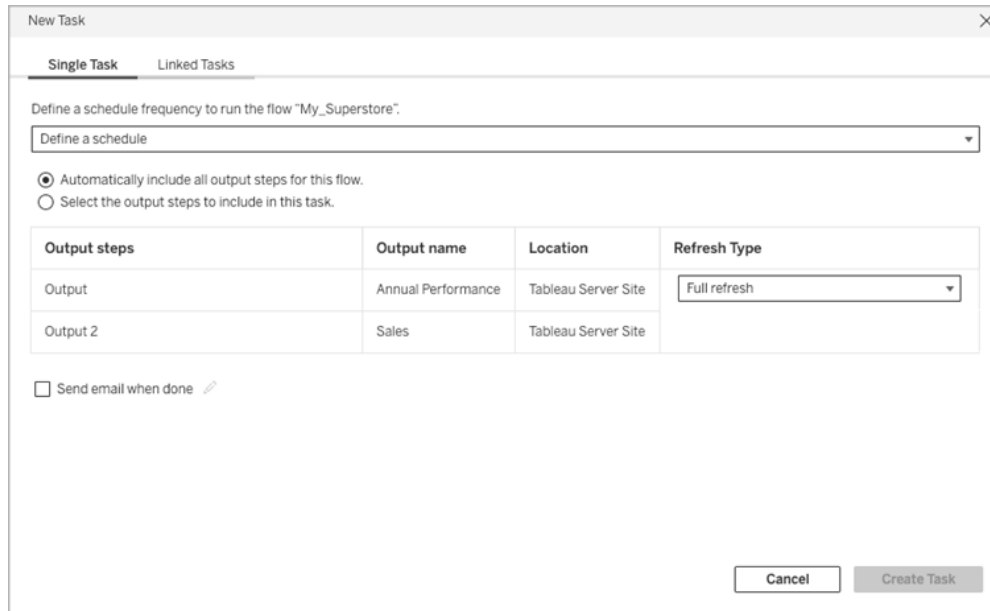 New Task
Single Task Linked Tasks
Define a schedule frequency to run the flow “My_Superstore”.
Define a schedule
Automatically include all output steps for this flow.
Select the output steps to include in this task.
Output steps Output name Location Refresh Type
Output Annual Performance Tableau Server Site Full refresh
Output 2 Sales Tableau Server Site
Send email when done
Cancel Create Task